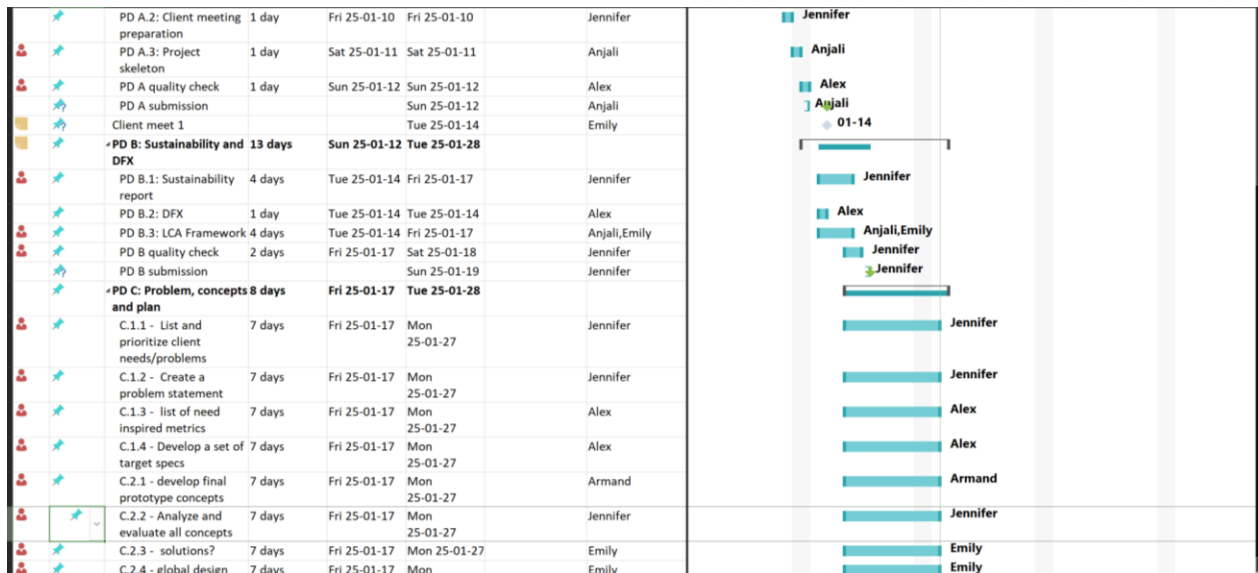 PD A.2: Client meeting 1 day Fri 25-01-10 Fri 25-01-10 Jennifer Jennifer
preparation
PD A.3: Project 1 day Sat 25-01-11 Sat 25-01-11 Anjali Anjali
skeleton
PD A quality check 1 day Sun 25-01-12 Sun 25-01-12 Alex Alex
PD A submission Sun 25-01-12 Anjali Anjali
Client meet 1 Tue 25-01-14 Emily 01-14
PD B: Sustainability and 13 days Sun 25-01-12 Tue 25-01-28
DFX
PD B.1: Sustainability 4 days Tue 25-01-14 Fri 25-01-17 Jennifer Jennifer
report
PD B.2: DFX 1 day Tue 25-01-14 Tue 25-01-14 Alex Alex
PD B.3: LCA Framework 4 days Tue 25-01-14 Fri 25-01-17 Anjali,Emily Anjali,Emily
PD B quality check 2 days Fri 25-01-17 Sat 25-01-18 Jennifer Jennifer
PD B submission Sun 25-01-19 Jennifer Jennifer
PD C: Problem, concepts 8 days Fri 25-01-17 Tue 25-01-28
and plan
C.1.1 - List and 7 days Fri 25-01-17 Mon Jennifer Jennifer
prioritize client 25-01-27
needs/problems
C.1.2 - Create a 7 days Fri 25-01-17 Mon Jennifer Jennifer
problem statement 25-01-27
C.1.3 - list of need 7 days Fri 25-01-17 Mon Alex Alex
inspired metrics 25-01-27
C.1.4 - Develop a set of 7 days Fri 25-01-17 Mon Alex Alex
target specs 25-01-27
C.2.1 - develop final 7 days Fri 25-01-17 Mon Armand Armand
prototype concepts 25-01-27
C.2.2 - Analyze and 7 days Fri 25-01-17 Mon Jennifer Jennifer
evaluate all concepts 25-01-27
C.2.3 - solutions? 7 days Fri 25-01-17 Mon 25-01-27 Emily Emily
C.2.4 - global design 7 days Fri 25-01-17 Mon Emily Emily